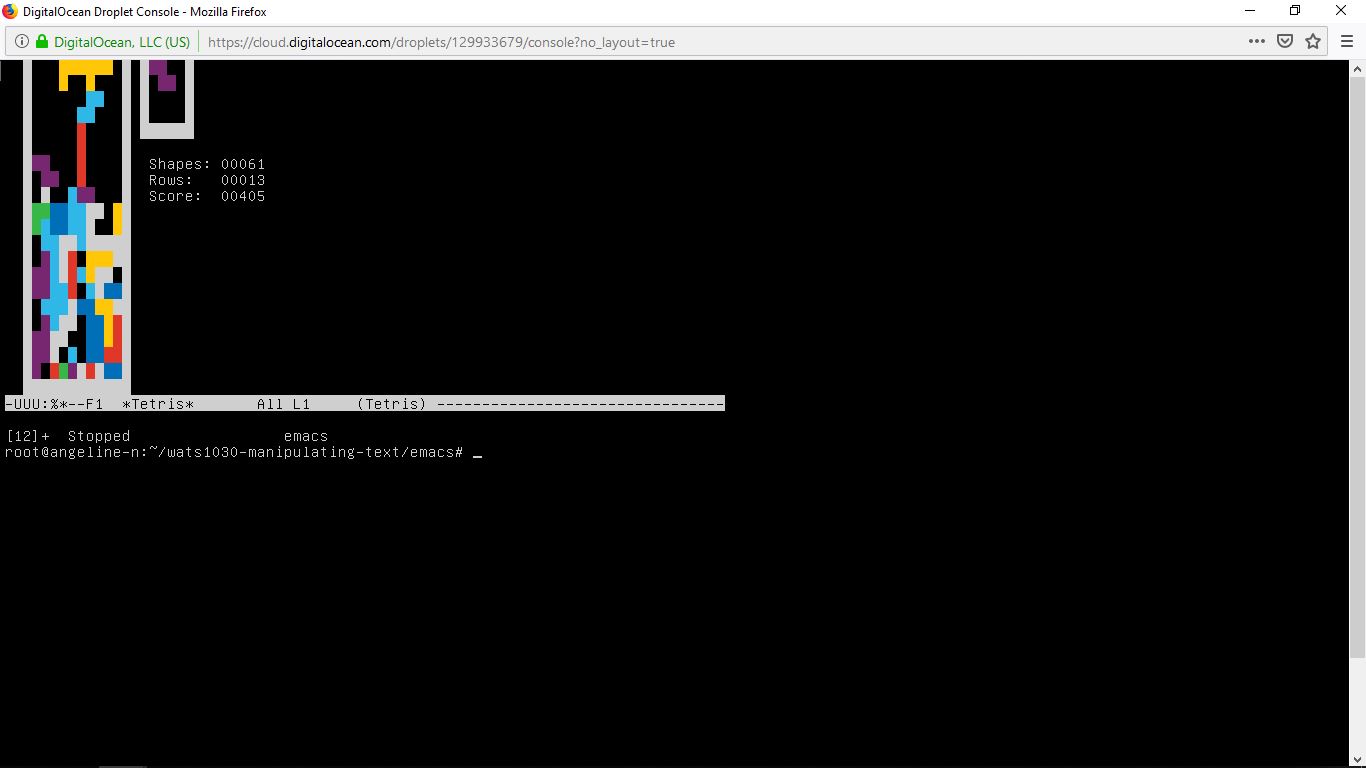 DigitalOcean Droplet Console - Mozilla Firefox
DigitalOcean, LLC (US) https://cloud.digitalocean.com/droplets/129933679/console?no_layout=true
Shapes: 00061
Rows: 00013
Score: 00405
-UUU:%*--F1 *Tetris* All L1 (Tetris) --------------------------------
[12]+ Stopped emacs
root@angeline-n:~/wats1030-manipulating-text/emacs# _